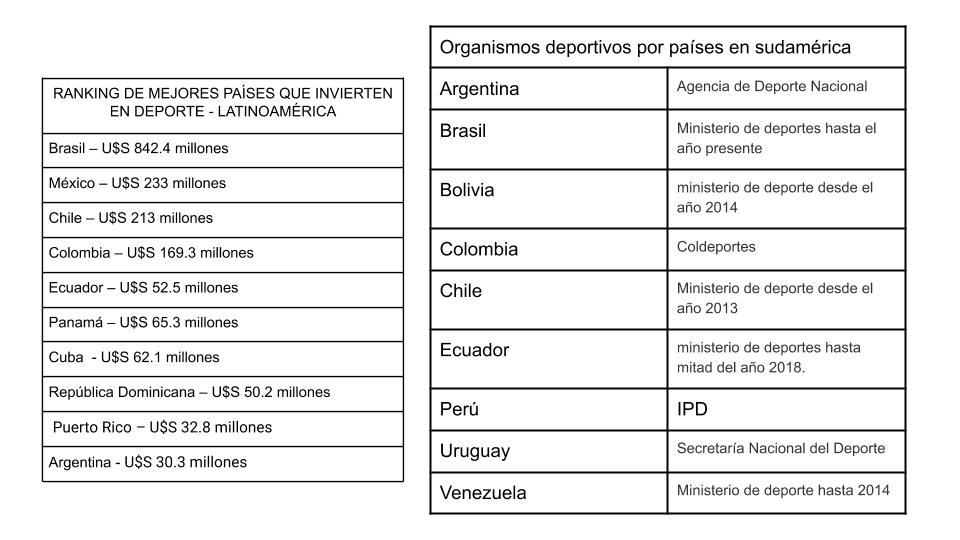 RANKING DE MEJORES PAÍSES QUE INVIERTEN
EN DEPORTE - LATINOAMÉRICA
Brasil – U$S 842.4 millones
México – U$S 233 millones
Chile – U$S 213 millones
Colombia – U$S 169.3 millones
Ecuador – U$S 52.5 millones
Panamá – U$S 65.3 millones
Cuba  - U$S 62.1 millones
República Dominicana – U$S 50.2 millones
Puerto Rico – U$S 32.8 millones
Argentina - U$S 30.3 millones
Organismos deportivos por países en sudamérica
Argentina
Agencia de Deporte Nacional
Brasil
Ministerio de deportes hasta el
año presente
Bolivia
ministerio de deporte desde el
año 2014
Colombia
Coldeportes
Chile
Ministerio de deporte desde el
año 2013
Ecuador
ministerio de deportes hasta
mitad del año 2018.
Perú
IPD
Uruguay
Secretaría Nacional del Deporte
Venezuela
Ministerio de deporte hasta 2014